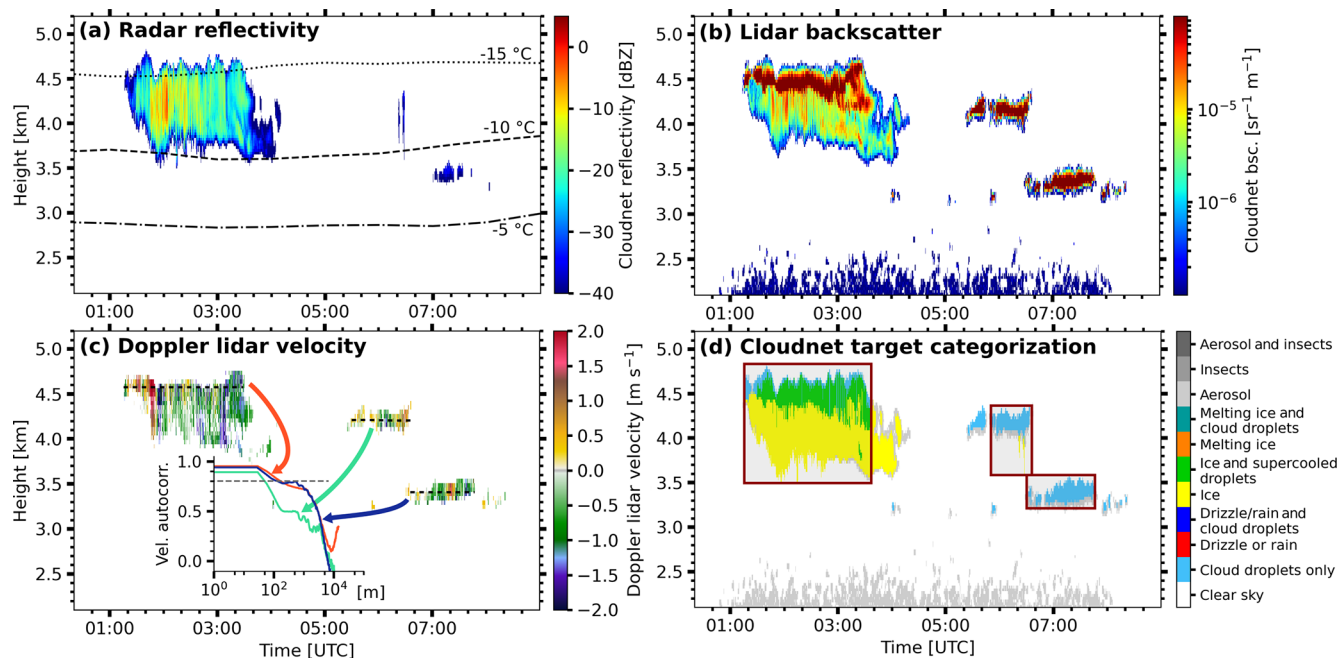 (a) Radar reflectivity
5.0
4.5
4.0
3.5
3.0
2.5
Height [km]
-15 °C
-10 °C
-5 °C
01:00
03:00
05:00
07:00
0
−10
−20
−30
−40
Cloudnet reflectivity [dBZ]
(b) Lidar backscatter
5.0
4.5
4.0
3.5
3.0
2.5
01:00
03:00
05:00
07:00
10⁻⁵
10⁻⁶
Cloudnet bsc. [sr⁻¹ m⁻¹]
(c) Doppler lidar velocity
5.0
4.5
4.0
3.5
3.0
2.5
Height [km]
1.0
0.5
0.0
Vel. autocorr.
10⁰
10²
10⁴
[m]
01:00
03:00
05:00
07:00
Time [UTC]
2.0
1.5
1.0
0.5
0.0
−0.5
−1.0
−1.5
−2.0
Doppler lidar velocity [m s⁻¹]
(d) Cloudnet target categorization
5.0
4.5
4.0
3.5
3.0
2.5
01:00
03:00
05:00
07:00
Time [UTC]
Aerosol and insects
Insects
Aerosol
Melting ice and
cloud droplets
Melting ice
Ice and supercooled
droplets
Ice
Drizzle/rain and
cloud droplets
Drizzle or rain
Cloud droplets only
Clear sky